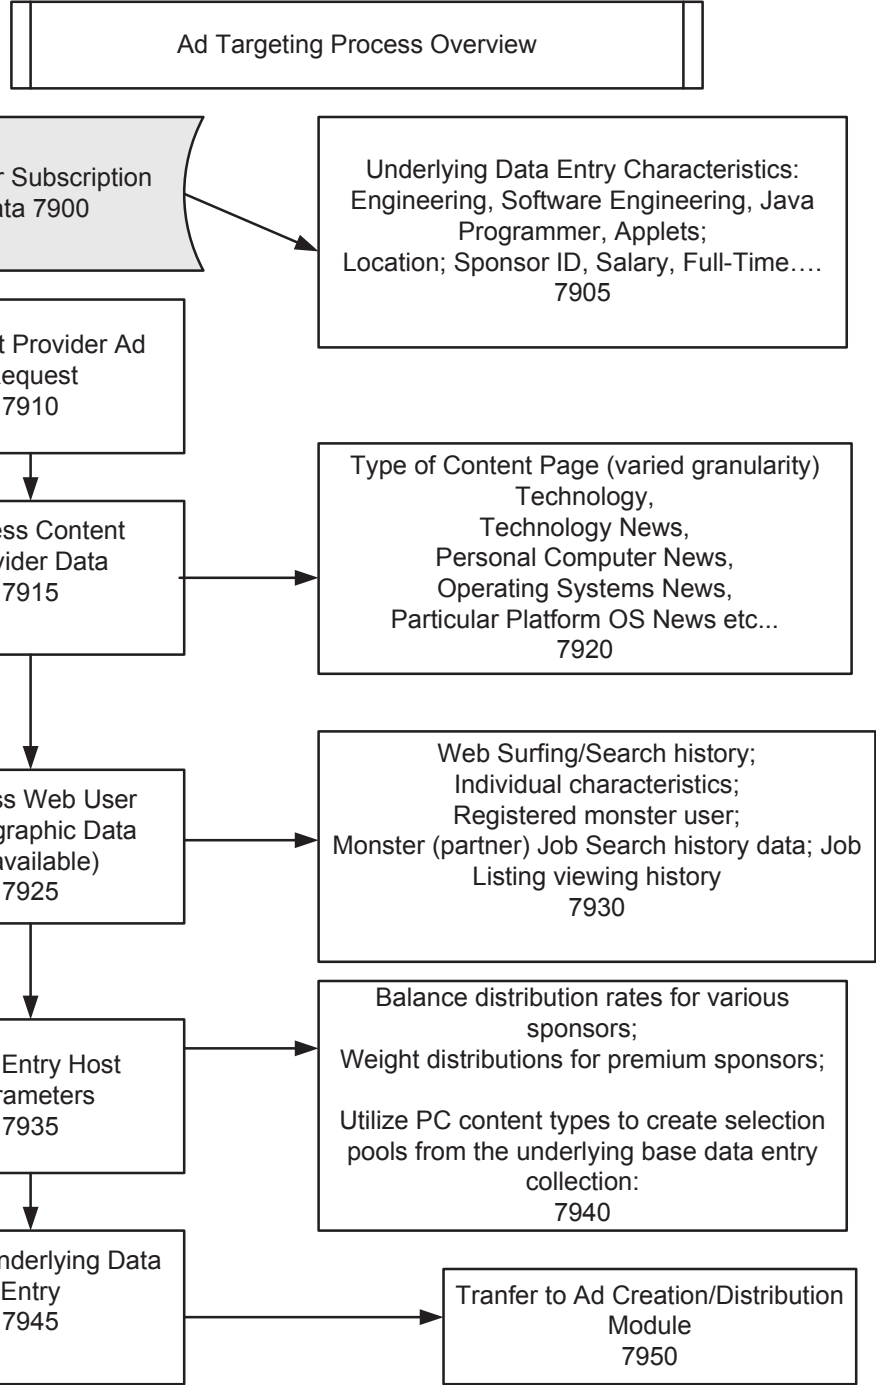 Ad Targeting Process Overview
r Subscription
ata 7900
Underlying Data Entry Characteristics:
Engineering, Software Engineering, Java
Programmer, Applets;
Location; Sponsor ID, Salary, Full-Time….
7905
t Provider Ad
equest
7910
ess Content
vider Data
7915
Type of Content Page (varied granularity)
Technology,
Technology News,
Personal Computer News,
Operating Systems News,
Particular Platform OS News etc...
7920
ss Web User
graphic Data
available)
7925
Web Surfing/Search history;
Individual characteristics;
Registered monster user;
Monster (partner) Job Search history data; Job
Listing viewing history
7930
Entry Host
rameters
7935
Balance distribution rates for various
sponsors;
Weight distributions for premium sponsors;
Utilize PC content types to create selection
pools from the underlying base data entry
collection:
7940
nderlying Data
Entry
7945
Tranfer to Ad Creation/Distribution
Module
7950